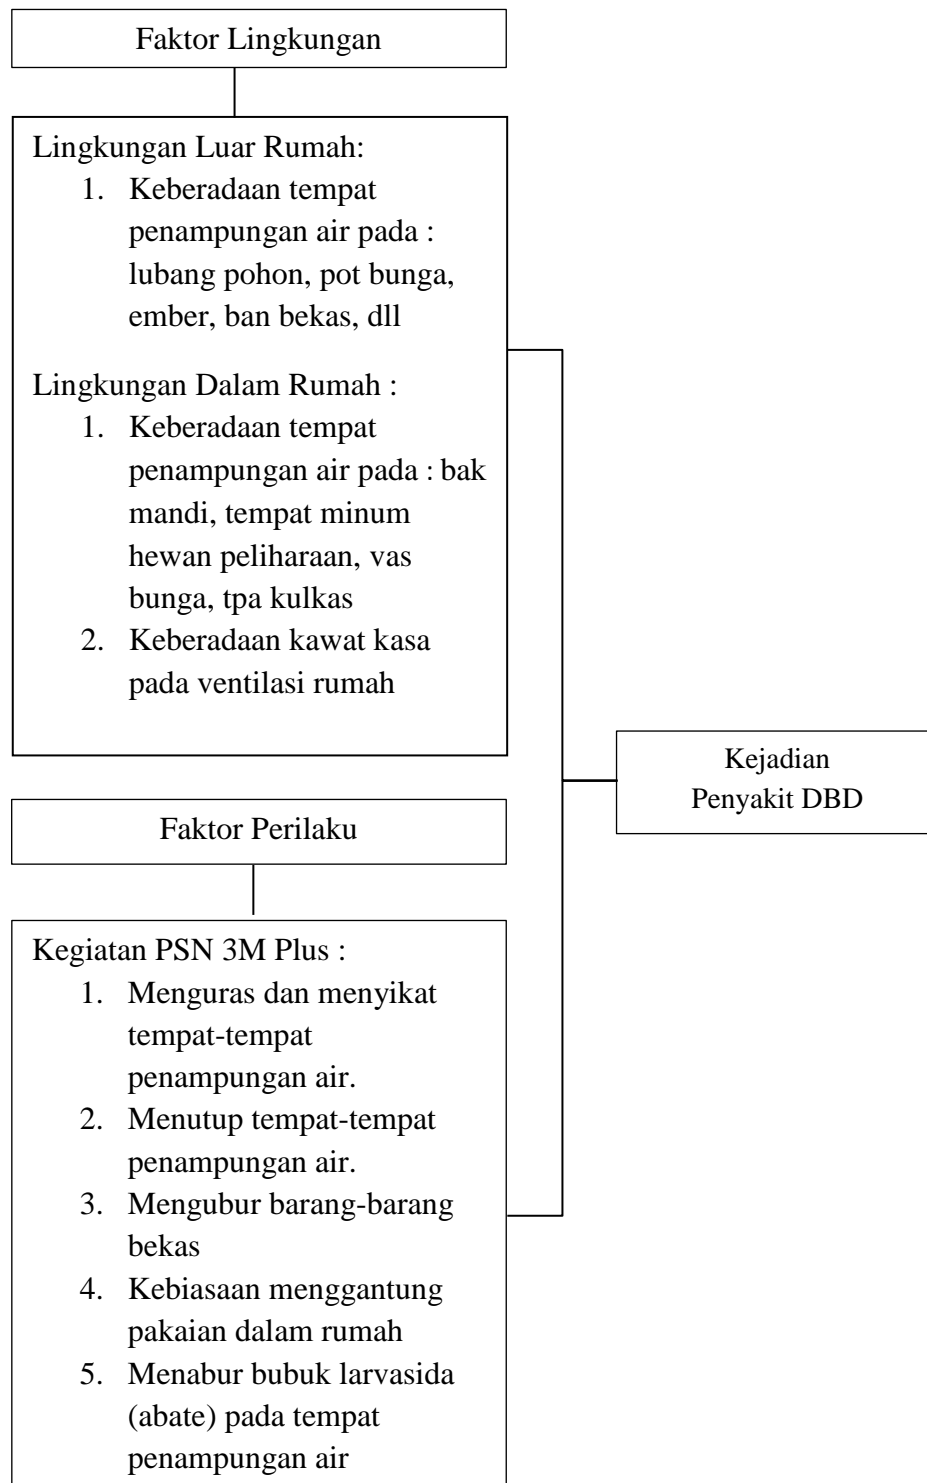 Faktor Lingkungan
Lingkungan Luar Rumah:
1. Keberadaan tempat
penampungan air pada :
lubang pohon, pot bunga,
ember, ban bekas, dll
Lingkungan Dalam Rumah :
1. Keberadaan tempat
penampungan air pada : bak
mandi, tempat minum
hewan peliharaan, vas
bunga, tpa kulkas
2. Keberadaan kawat kasa
pada ventilasi rumah
Kejadian
Penyakit DBD
Faktor Perilaku
Kegiatan PSN 3M Plus :
1. Menguras dan menyikat
tempat-tempat
penampungan air.
2. Menutup tempat-tempat
penampungan air.
3. Mengubur barang-barang
bekas
4. Kebiasaan menggantung
pakaian dalam rumah
5. Menabur bubuk larvasida
(abate) pada tempat
penampungan air